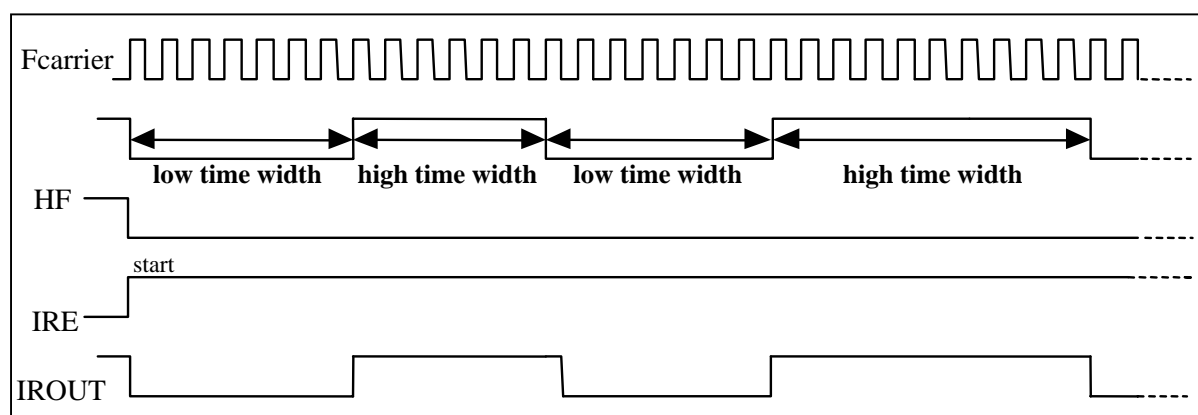 Fcarrier
low time width high time width low time width high time width
HF
start
IRE
IROUT